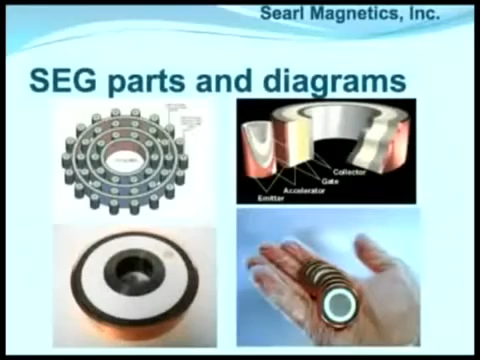 Searl Magnetics, Inc.
SEG parts and diagrams
Collector
Gate
Accelerator
Emitter